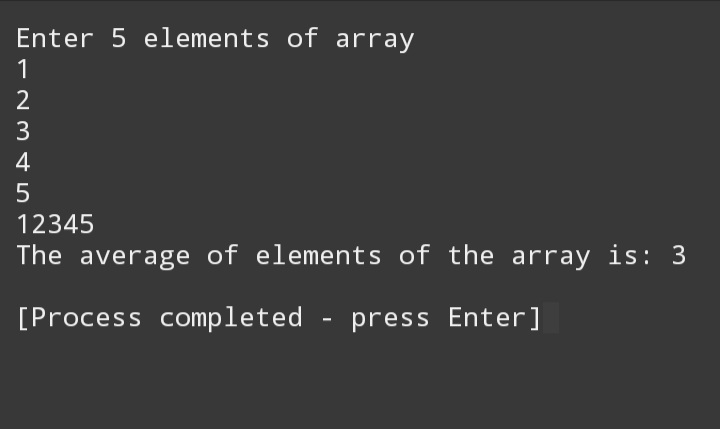 Enter 5 elements of array
1
2
3
4
5
12345
The average of elements of the array is: 3
[Process completed - press Enter]